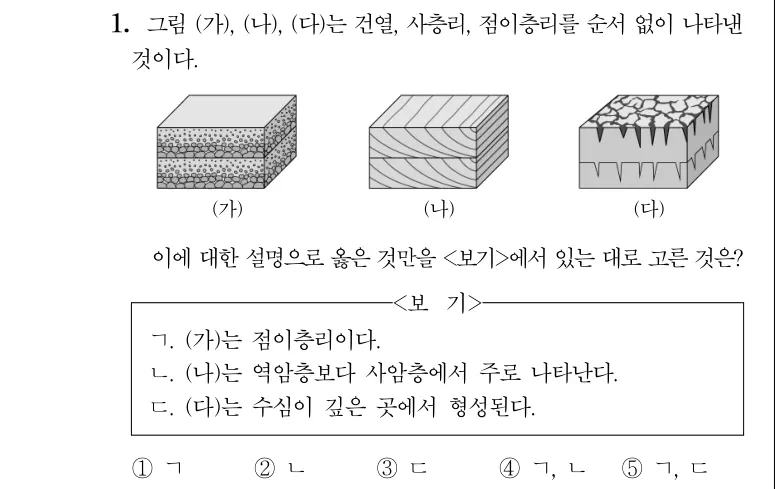 1. 그림 (가), (나), (다)는 건열, 사층리, 점이층리를 순서 없이 나타낸
것이다.
(가) (나) (다)
이에 대한 설명으로 옳은 것만을 <보기>에서 있는 대로 고른 것은?
<보 기>
ㄱ. (가)는 점이층리이다.
ㄴ. (나)는 역암층보다 사암층에서 주로 나타난다.
ㄷ. (다)는 수심이 깊은 곳에서 형성된다.
① ㄱ ② ㄴ ③ ㄷ ④ ㄱ, ㄴ ⑤ ㄱ, ㄷ